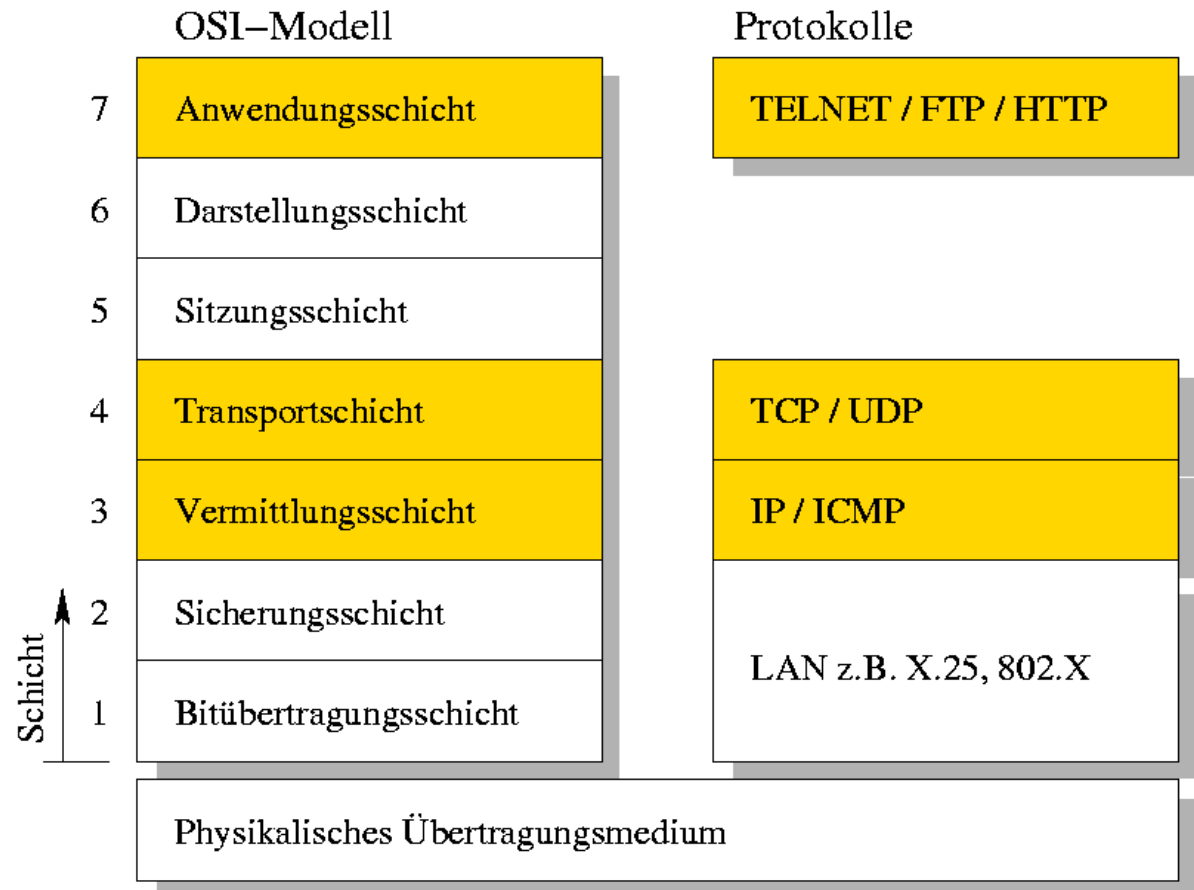 OSI–Modell
Protokolle
7
Anwendungsschicht
TELNET / FTP / HTTP
6
Darstellungsschicht
5
Sitzungsschicht
4
Transportschicht
TCP / UDP
3
Vermittlungsschicht
IP / ICMP
2
Sicherungsschicht
LAN z.B. X.25, 802.X
1
Bitübertragungsschicht
Schicht
Physikalisches Übertragungsmedium